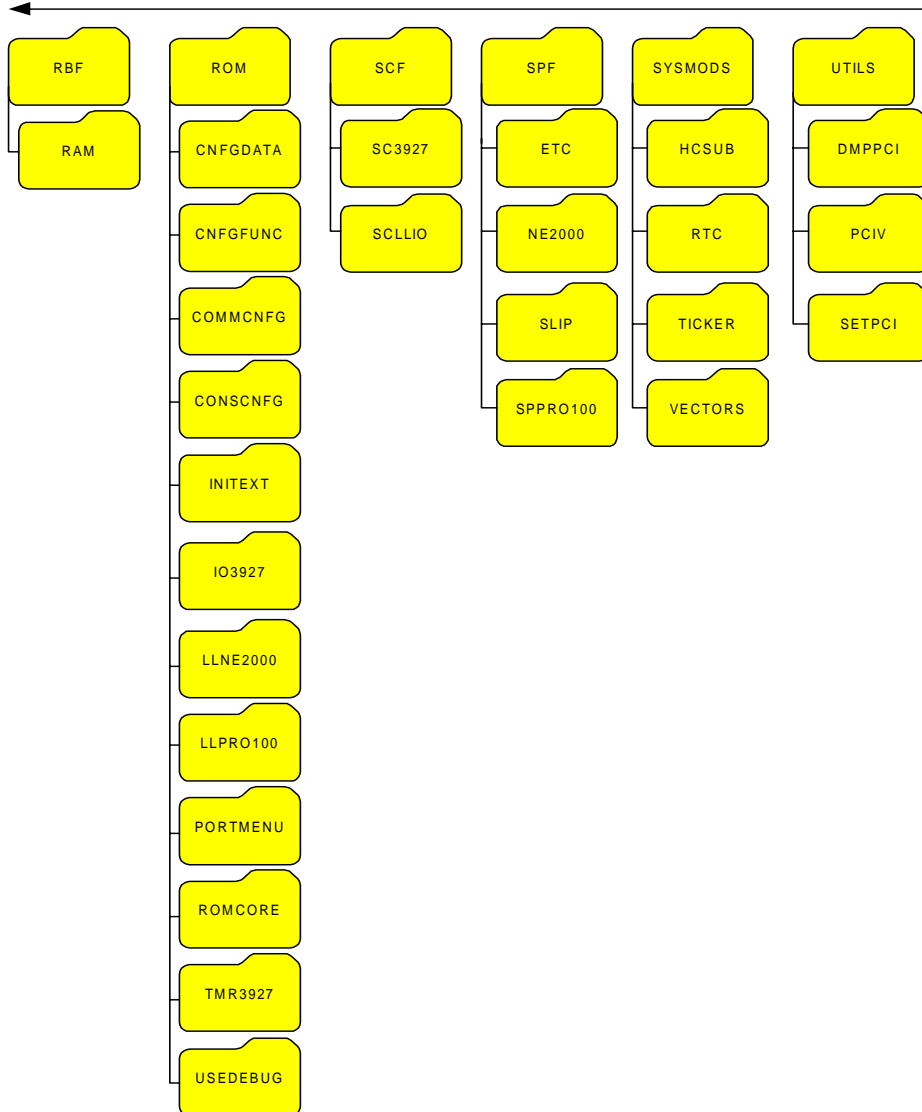 RBF
ROM
SCF
SPF
SYSMODS
UTILS
RAM
CNFGDATA
SC3927
ETC
HCSUB
DMPPCI
CNFGFUNC
SCLLIO
NE2000
RTC
PCIV
COMMCNFG
SLIP
TICKER
SETPCI
CONSCNFG
SPPRO100
VECTORS
INITEXT
IO3927
LLNE2000
LLPRO100
PORTMENU
ROMCORE
TMR3927
USEDEBUG